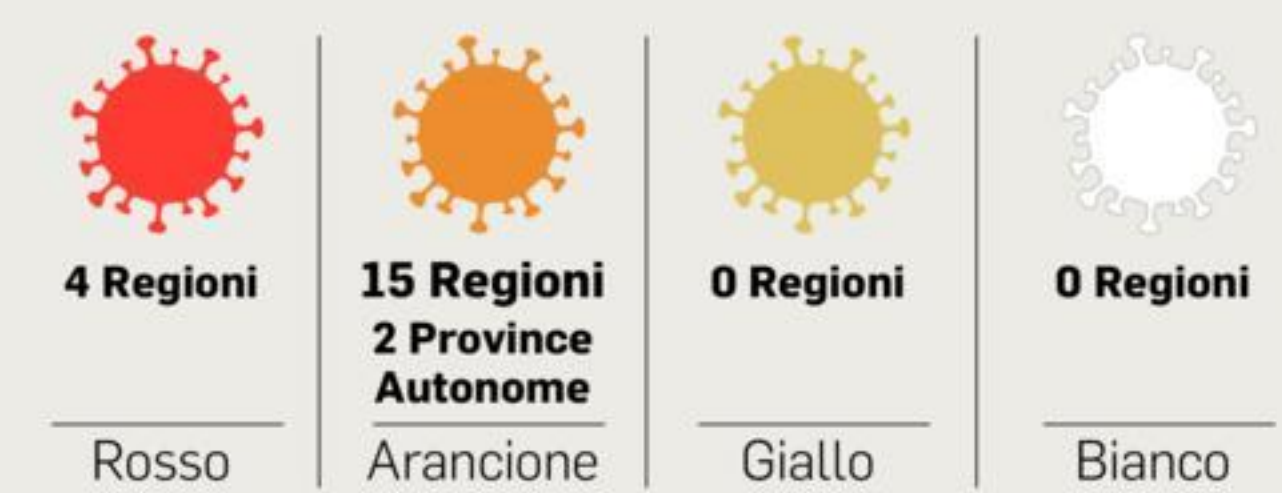 4 Regioni
Rosso
15 Regioni
2 Province
Autonome
Arancione
0 Regioni
Giallo
0 Regioni
Bianco